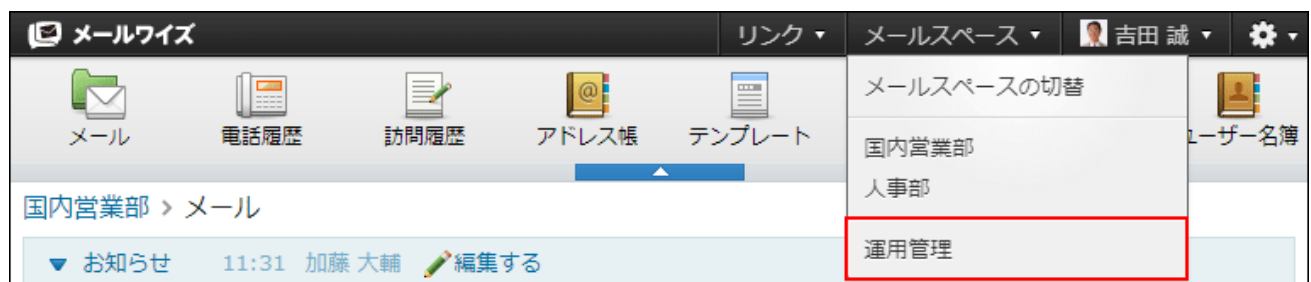 メールワイズ リンク メールスペース 吉田 誠
メールスペースの切替
メール 電話履歴 訪問履歴 アドレス帳 テンプレート ーザー名簿
国内営業部
人事部
国内営業部 > メール
運用管理
お知らせ 11:31 加藤 大輔 編集する